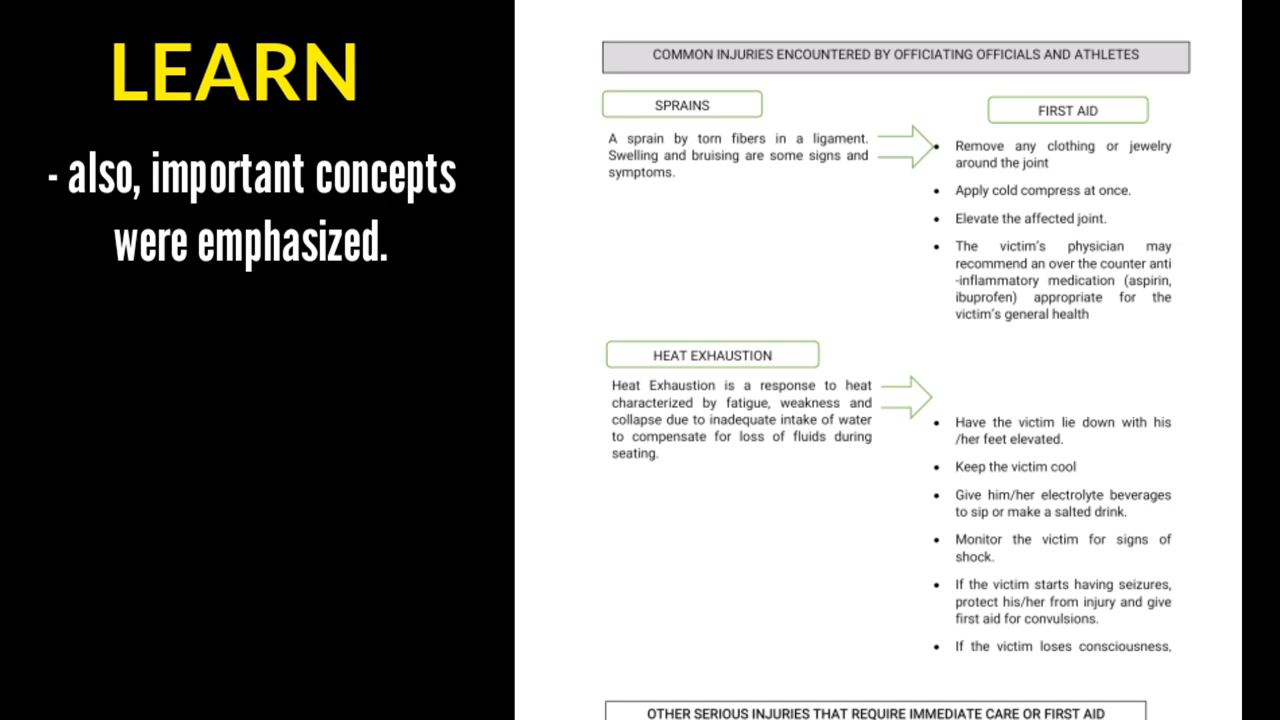 LEARN
- also, important concepts
were emphasized.
COMMON INJURIES ENCOUNTERED BY OFFICIATING OFFICIALS AND ATHLETES
SPRAINS
A sprain by torn fibers in a ligament.
Swelling and bruising are some signs and
symptoms.
FIRST AID
• Remove any clothing or jewelry
around the joint
• Apply cold compress at once.
• Elevate the affected joint.
• The victim's physician may
recommend an over the counter anti
-inflammatory medication (aspirin,
ibuprofen) appropriate for the
victim's general health
HEAT EXHAUSTION
Heat Exhaustion is a response to heat
characterized by fatigue, weakness and
collapse due to inadequate intake of water
to compensate for loss of fluids during
seating.
• Have the victim lie down with his
/her feet elevated.
• Keep the victim cool
• Give him/her electrolyte beverages
to sip or make a salted drink.
• Monitor the victim for signs of
shock.
• If the victim starts having seizures,
protect his/her from injury and give
first aid for convulsions.
• If the victim loses consciousness,
OTHER SERIOUS INJURIES THAT REQUIRE IMMEDIATE CARE OR FIRST AID